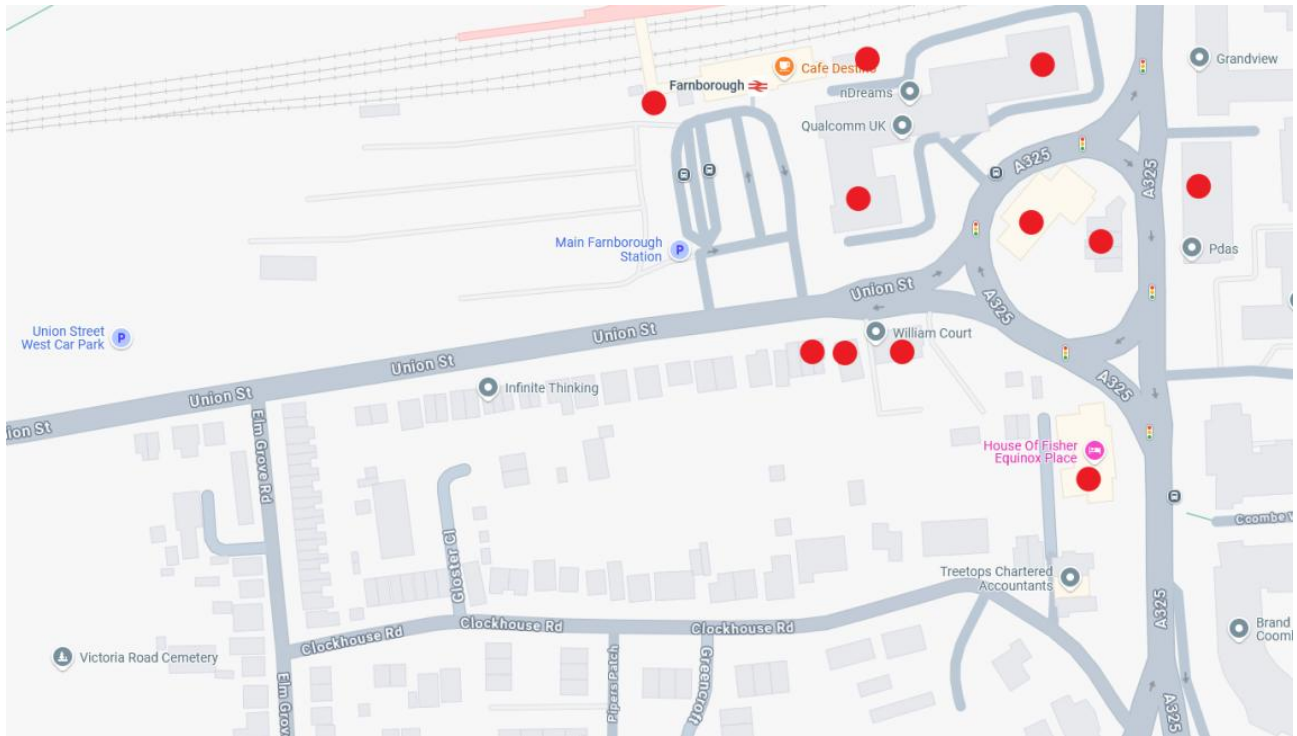 Grandview
Cafe Destino
Farnborough
nDreams
Qualcomm UK
A325
A325
Main Farnborough
Station
Pdas
Union St
A325
Union Street
West Car Park
Union St
William Court
Union St
A325
Infinite Thinking
Union St
ion St
Elm Grove Rd
House Of Fisher
Equinox Place
Gloster Cl
Treetops Chartered
Accountants
A325
Clockhouse Rd
Clockhouse Rd
Clockhouse Rd
Brand
Victoria Road Cemetery
Pipers Patch
Greencroft
Elm Grov
A325